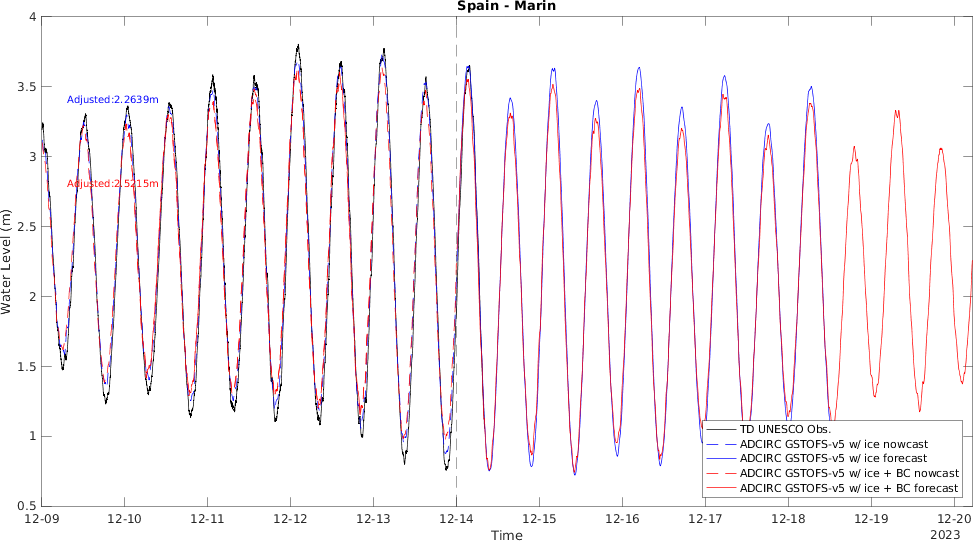 Spain - Marin
4
3.5
3
2.5
2
1.5
1
0.5
Water Level (m)
Adjusted:2.2639m
Adjusted:2.5215m
TD UNESCO Obs.
ADCIRC GSTOFS-v5 w/ ice nowcast
ADCIRC GSTOFS-v5 w/ ice forecast
ADCIRC GSTOFS-v5 w/ ice + BC nowcast
ADCIRC GSTOFS-v5 w/ ice + BC forecast
12-09 12-10 12-11 12-12 12-13 12-14 12-15 12-16 12-17 12-18 12-19 12-20
2023
Time